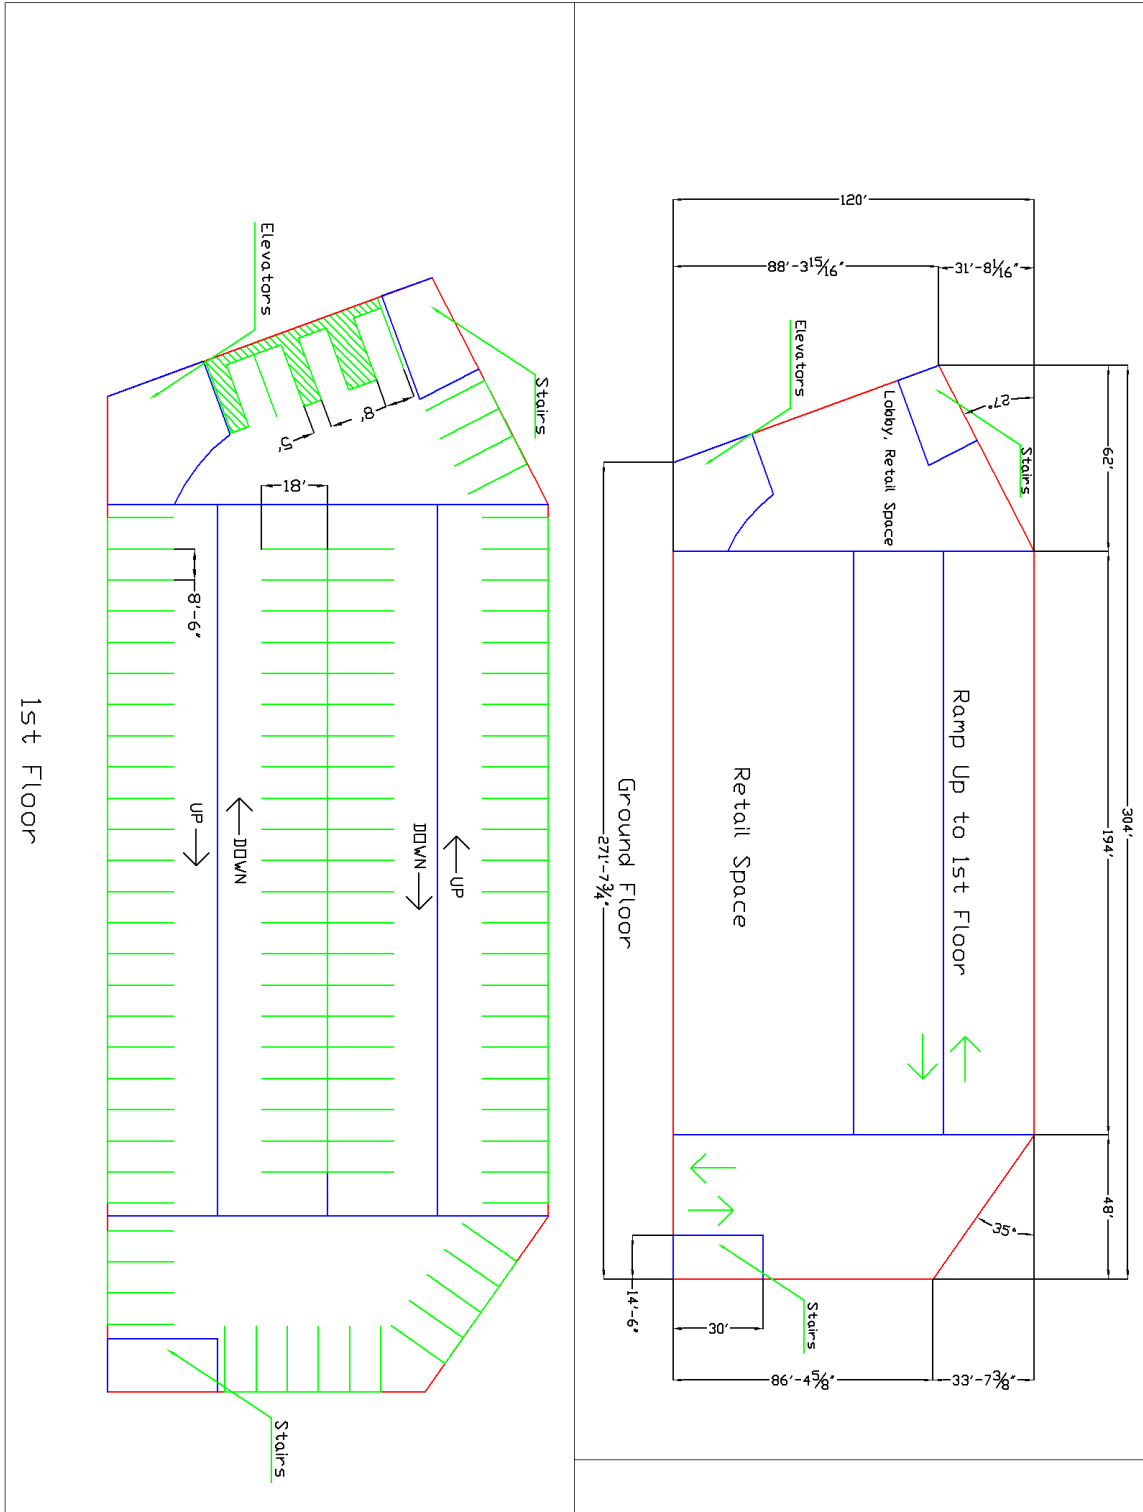 120'
88'-3 15/16"
31'-8 1/16"
Elevators
Stairs
27°
62'
Lobby, Retail Space
304'
194'
Ramp Up to 1st Floor
Retail Space
Ground Floor
271'-7 3/4"
48'
35°
14'-6"
30'
Stairs
86'-4 5/8"
33'-7 3/8"
Elevators
Stairs
8'
5'
18'
8'-6"
UP
DOWN
DOWN
UP
1st Floor
Stairs